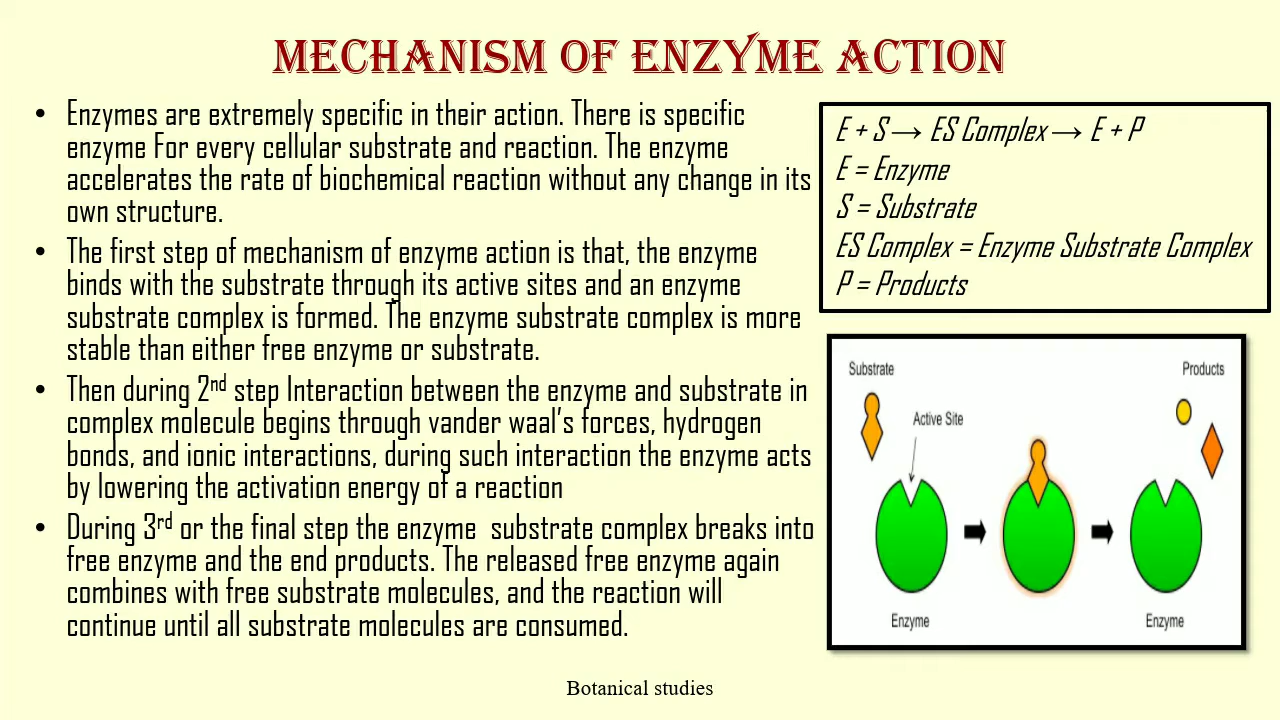 MECHANISM OF ENZYME ACTION
• Enzymes are extremely specific in their action. There is specific
enzyme For every cellular substrate and reaction. The enzyme
accelerates the rate of biochemical reaction without any change in its
own structure.
• The first step of mechanism of enzyme action is that, the enzyme
binds with the substrate through its active sites and an enzyme
substrate complex is formed. The enzyme substrate complex is more
stable than either free enzyme or substrate.
• Then during 2nd step Interaction between the enzyme and substrate in
complex molecule begins through vander waal's forces, hydrogen
bonds, and ionic interactions, during such interaction the enzyme acts
by lowering the activation energy of a reaction
• During 3rd or the final step the enzyme substrate complex breaks into
free enzyme and the end products. The released free enzyme again
combines with free substrate molecules, and the reaction will
continue until all substrate molecules are consumed.
E + S → ES Complex → E + P
E = Enzyme
S = Substrate
ES Complex = Enzyme Substrate Complex
P = Products
Substrate
Products
Active Site
Enzyme
Enzyme
Botanical studies